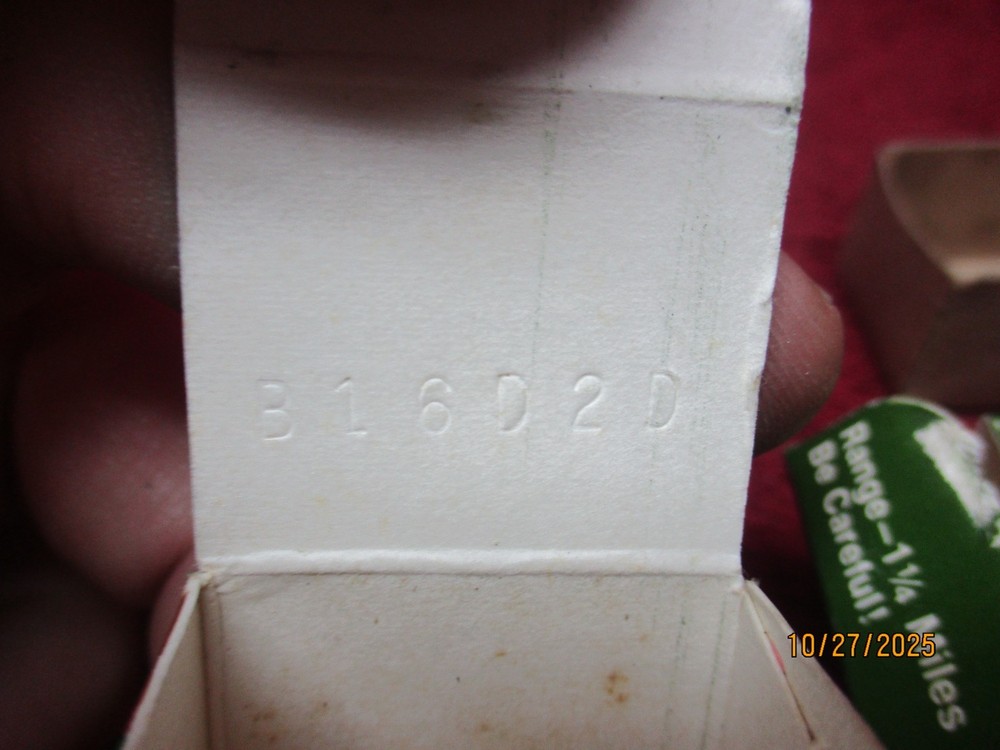 B16D2D
Range-1¼ Miles
Be Careful!
10/27/2025